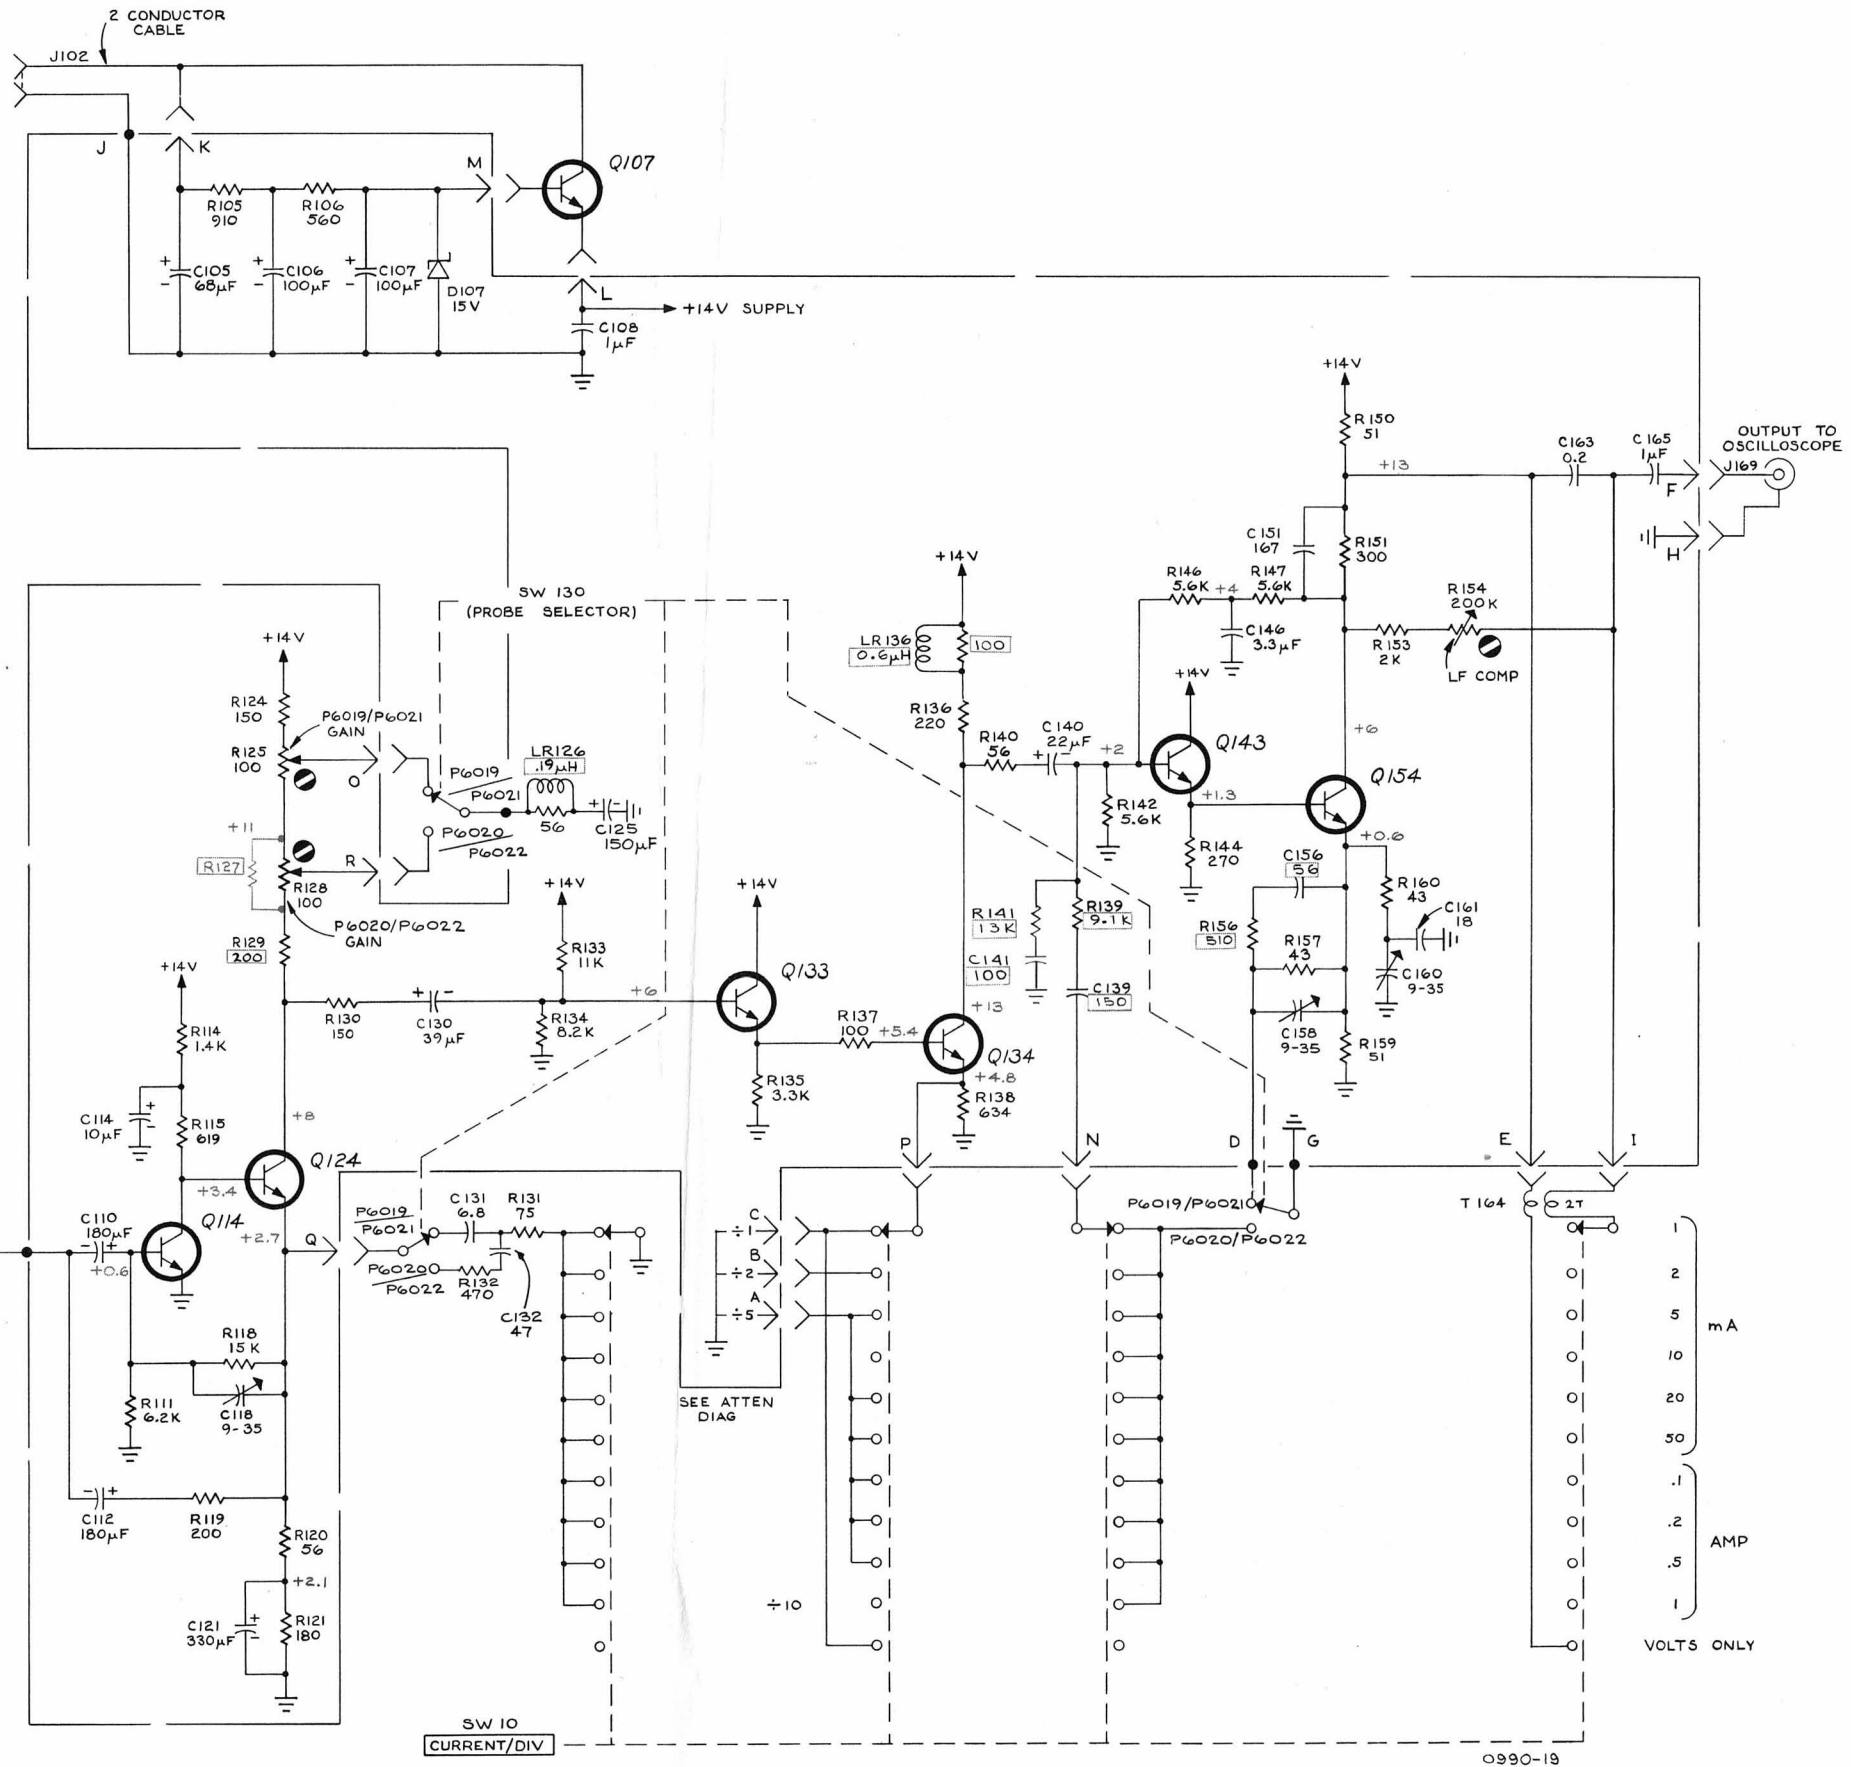 2 CONDUCTOR
CABLE
J102
J
K
M
Q107
R105
910
R106
560
+
-
C105
68µF
+
-
C106
100µF
+
-
C107
100µF
D107
15V
L
+14V SUPPLY
C108
1µF
+14V
R150
51
+13
C163
0.2
C165
1µF
OUTPUT TO
OSCILLOSCOPE
J169
F
H
C151
167
R151
300
R146
5.6K
+4
R147
5.6K
C146
3.3µF
R154
200K
R153
2K
LF COMP
SW 130
(PROBE SELECTOR)
+14V
LR136
0.6µH
100
R136
220
+14V
R124
150
P6019/P6021
GAIN
R125
100
O
P6019
P6021
LR126
.19µH
56
+ -
C125
150µF
P6020
P6022
+11
R127
R
R128
100
P6020/P6022
GAIN
R129
200
R140
56
C140
22µF
+ -
+2
+14V
Q143
+1.3
R142
5.6K
R144
270
+6
Q154
+0.6
C156
56
R160
43
C161
18
R156
510
R157
43
C160
9-35
C158
9-35
R159
51
+14V
R133
11K
+14V
Q133
+6
R141
13K
C141
100
R139
9.1K
C139
150
+14V
R114
1.4K
R130
150
+ -
C130
39µF
R134
8.2K
R135
3.3K
R137
100
+5.4
+13
Q134
+4.8
R138
634
C114
10µF
+
-
R115
619
+8
Q124
+3.4
+2.7
C110
180µF
- +
+0.6
Q114
Q
P6019
P6021
C131
6.8
R131
75
P6020
P6022
R132
470
C132
47
P
N
D
G
E
I
C
÷1
B
÷2
A
÷5
P6019/P6021
P6020/P6022
T164
2T
1
2
5
10
20
50
mA
.1
.2
.5
1
AMP
VOLTS ONLY
SEE ATTEN
DIAG
÷10
R118
15K
C118
9-35
R111
6.2K
- +
C112
180µF
R119
200
R120
56
+2.1
C121
330µF
+
-
R121
180
SW 10
CURRENT/DIV
0990-19